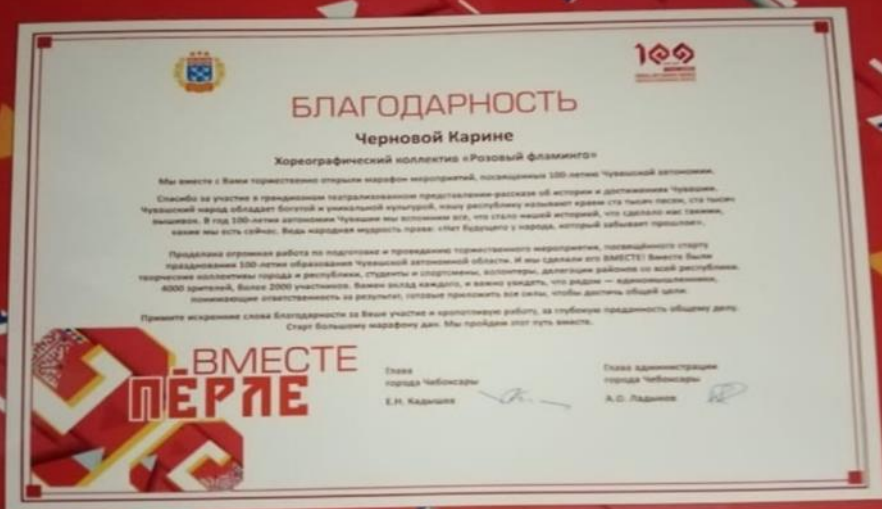 БЛАГОДАРНОСТЬ
Черновой Карине
Хореографический коллектив «Розовый фламинго»
Мы вместе с Вами торжественно открыли марафон мероприятий, посвященных 100-летию Чувашской автономии.
Спасибо за участие в грандиозном театрализованном представлении-рассказе об истории и достижениях Чувашии.
Чувашский народ обладает богатой и уникальной культурой, нашу республику называют краем ста тысяч песен, ста тысяч
вышивок. В год 100-летия автономии Чувашии мы вспомним все, что стало нашей историей, что сделало нас такими,
какие мы есть сейчас. Ведь народная мудрость права: «Нет будущего у народа, который забывает прошлое».
Проделана огромная работа по подготовке и проведению торжественного мероприятия, посвящённого старту
празднования 100-летия образования Чувашской автономной области. И мы сделали его ВМЕСТЕ! Вместе были
творческие коллективы города и республики, студенты и спортсмены, волонтеры, делегации районов со всей республики.
4000 зрителей, более 2000 участников. Важен вклад каждого, и важно увидеть, что рядом — единомышленники,
понимающие ответственность за результат, готовые приложить все силы, чтобы достичь общей цели.
Примите искренние слова благодарности за Ваше участие и кропотливую работу, за глубокую преданность общему делу.
Старт большому марафону дан. Мы пройдем этот путь вместе.
ВМЕСТЕ
ПӖРЛЕ
Глава
города Чебоксары
Е.Н. Кадышев
Глава администрации
города Чебоксары
А.О. Ладыков
100